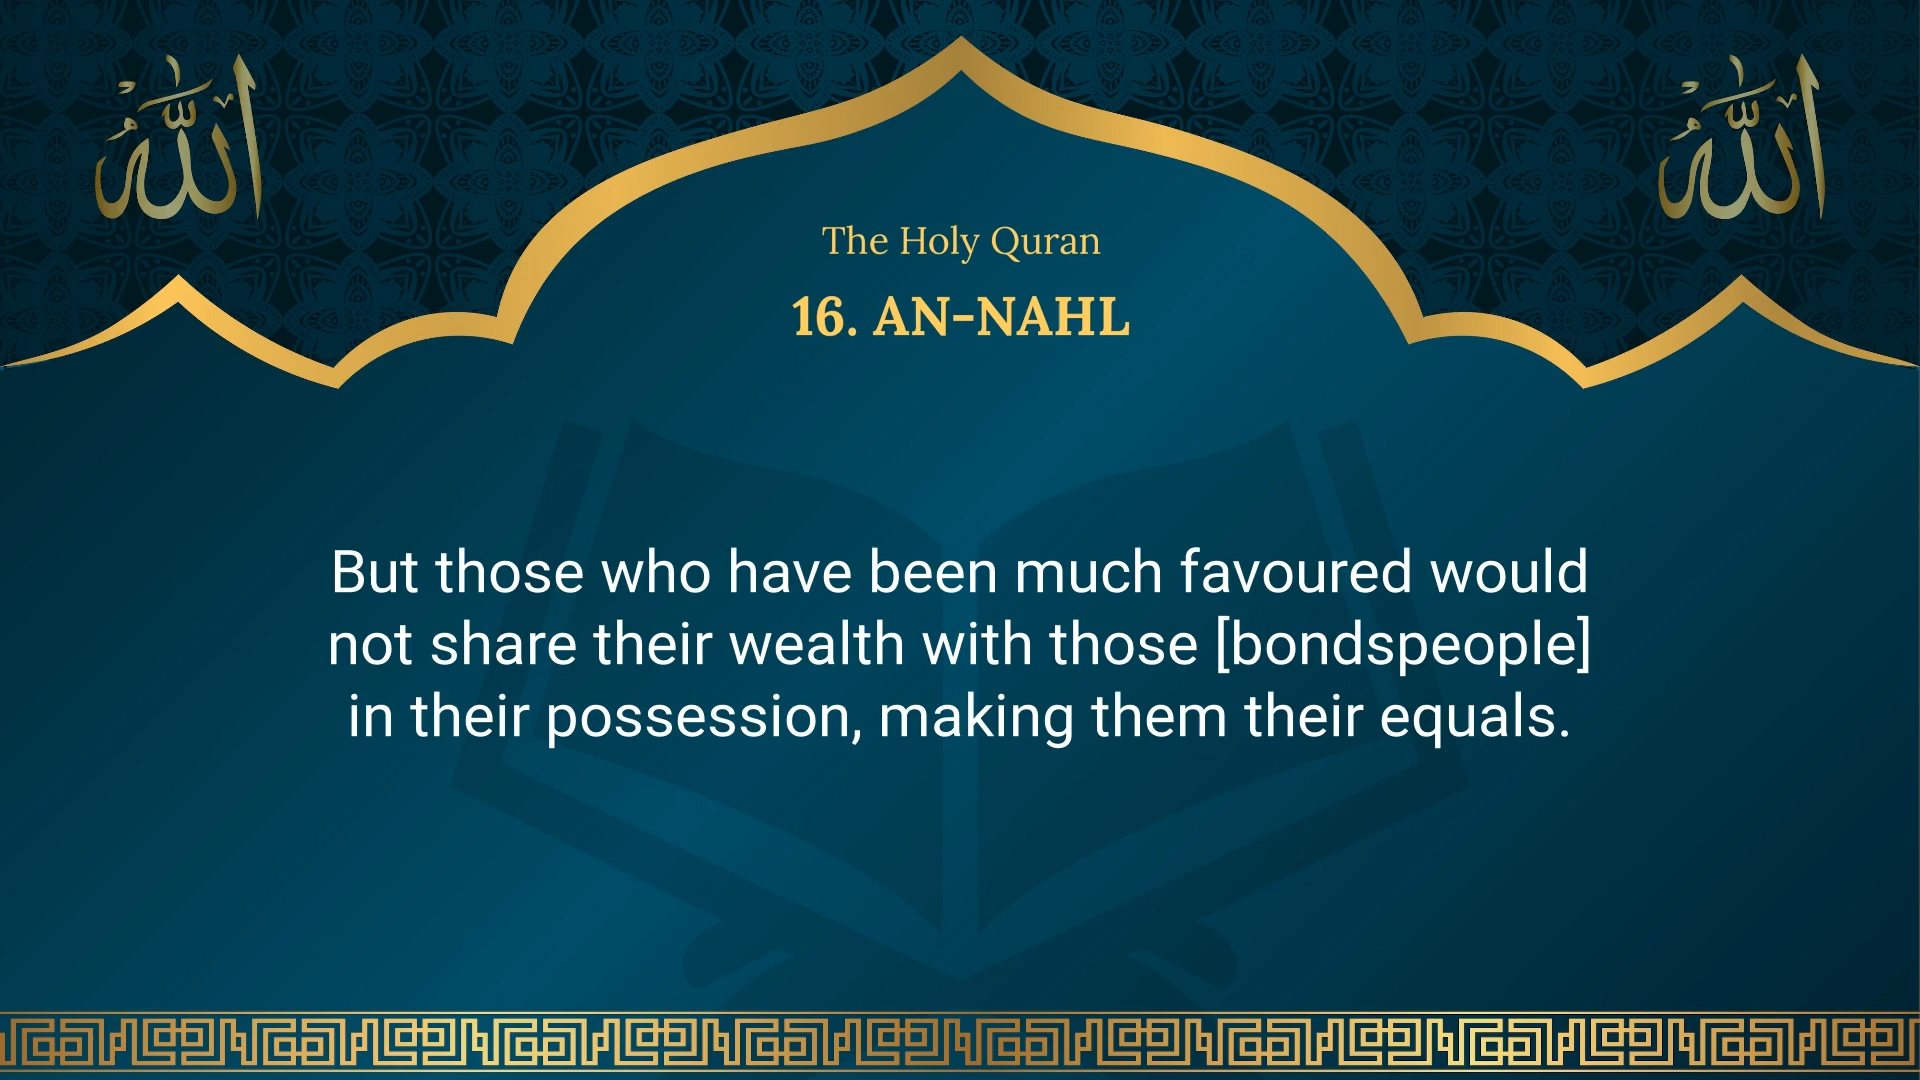 الله
الله
The Holy Quran
16. AN-NAHL
But those who have been much favoured would
not share their wealth with those [bondspeople]
in their possession, making them their equals.